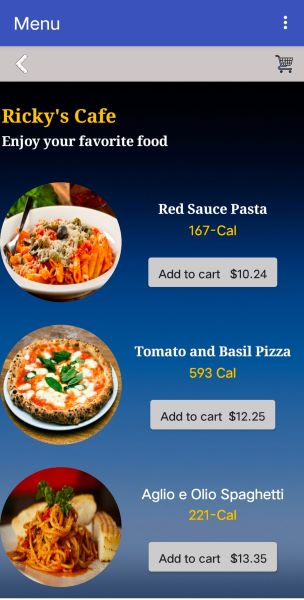 Menu
Ricky's Cafe
Enjoy your favorite food
Red Sauce Pasta
167-Cal
Add to cart $10.24
Tomato and Basil Pizza
593 Cal
Add to cart $12.25
Aglio e Olio Spaghetti
221-Cal
Add to cart $13.35